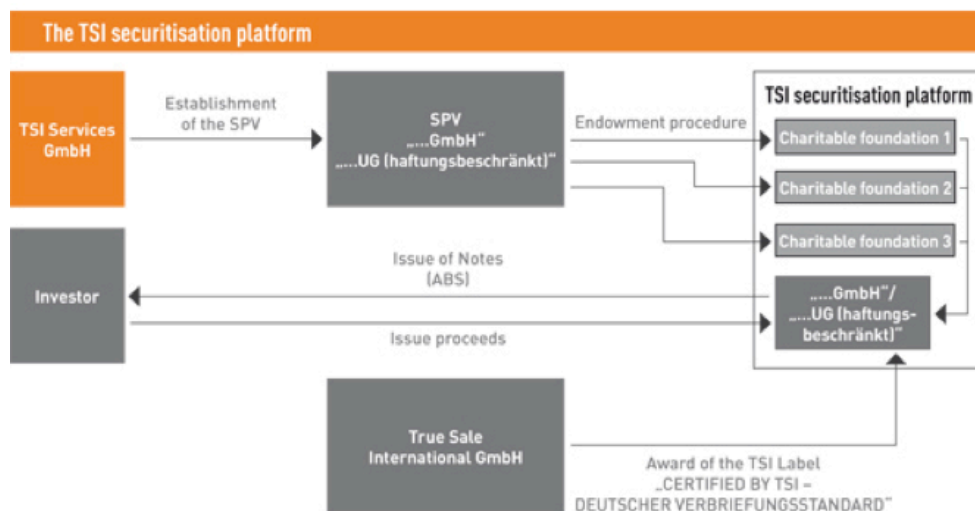 The TSI securitisation platform
TSI Services
GmbH
Establishment
of the SPV
SPV
„...GmbH“
„...UG (haftungsbeschränkt)“
Endowment procedure
TSI securitisation platform
Charitable foundation 1
Charitable foundation 2
Charitable foundation 3
Investor
Issue of Notes
(ABS)
Issue proceeds
„...GmbH“/
„...UG (haftungs-
beschränkt)“
True Sale
International GmbH
Award of the TSI Label
„CERTIFIED BY TSI –
DEUTSCHER VERBRIEFUNGSSTANDARD“